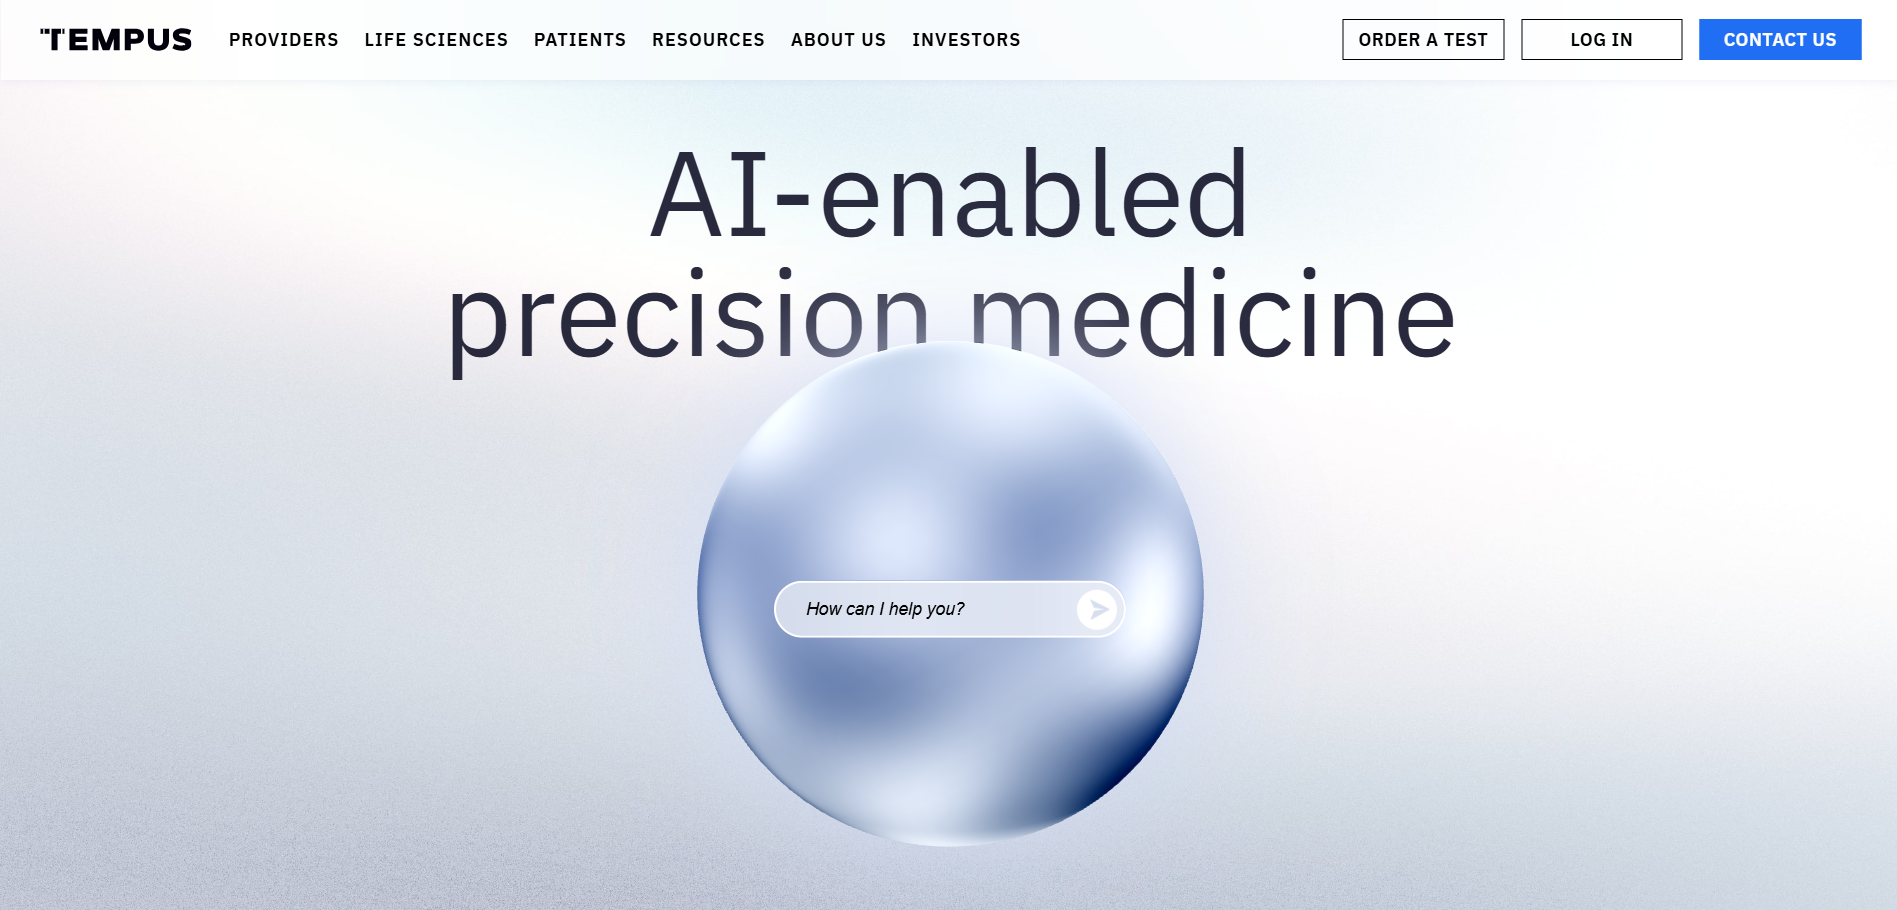 TEMPUS
PROVIDERS LIFE SCIENCES PATIENTS RESOURCES ABOUT US INVESTORS
ORDER A TEST LOG IN CONTACT US
AI-enabled
precision medicine
How can I help you?